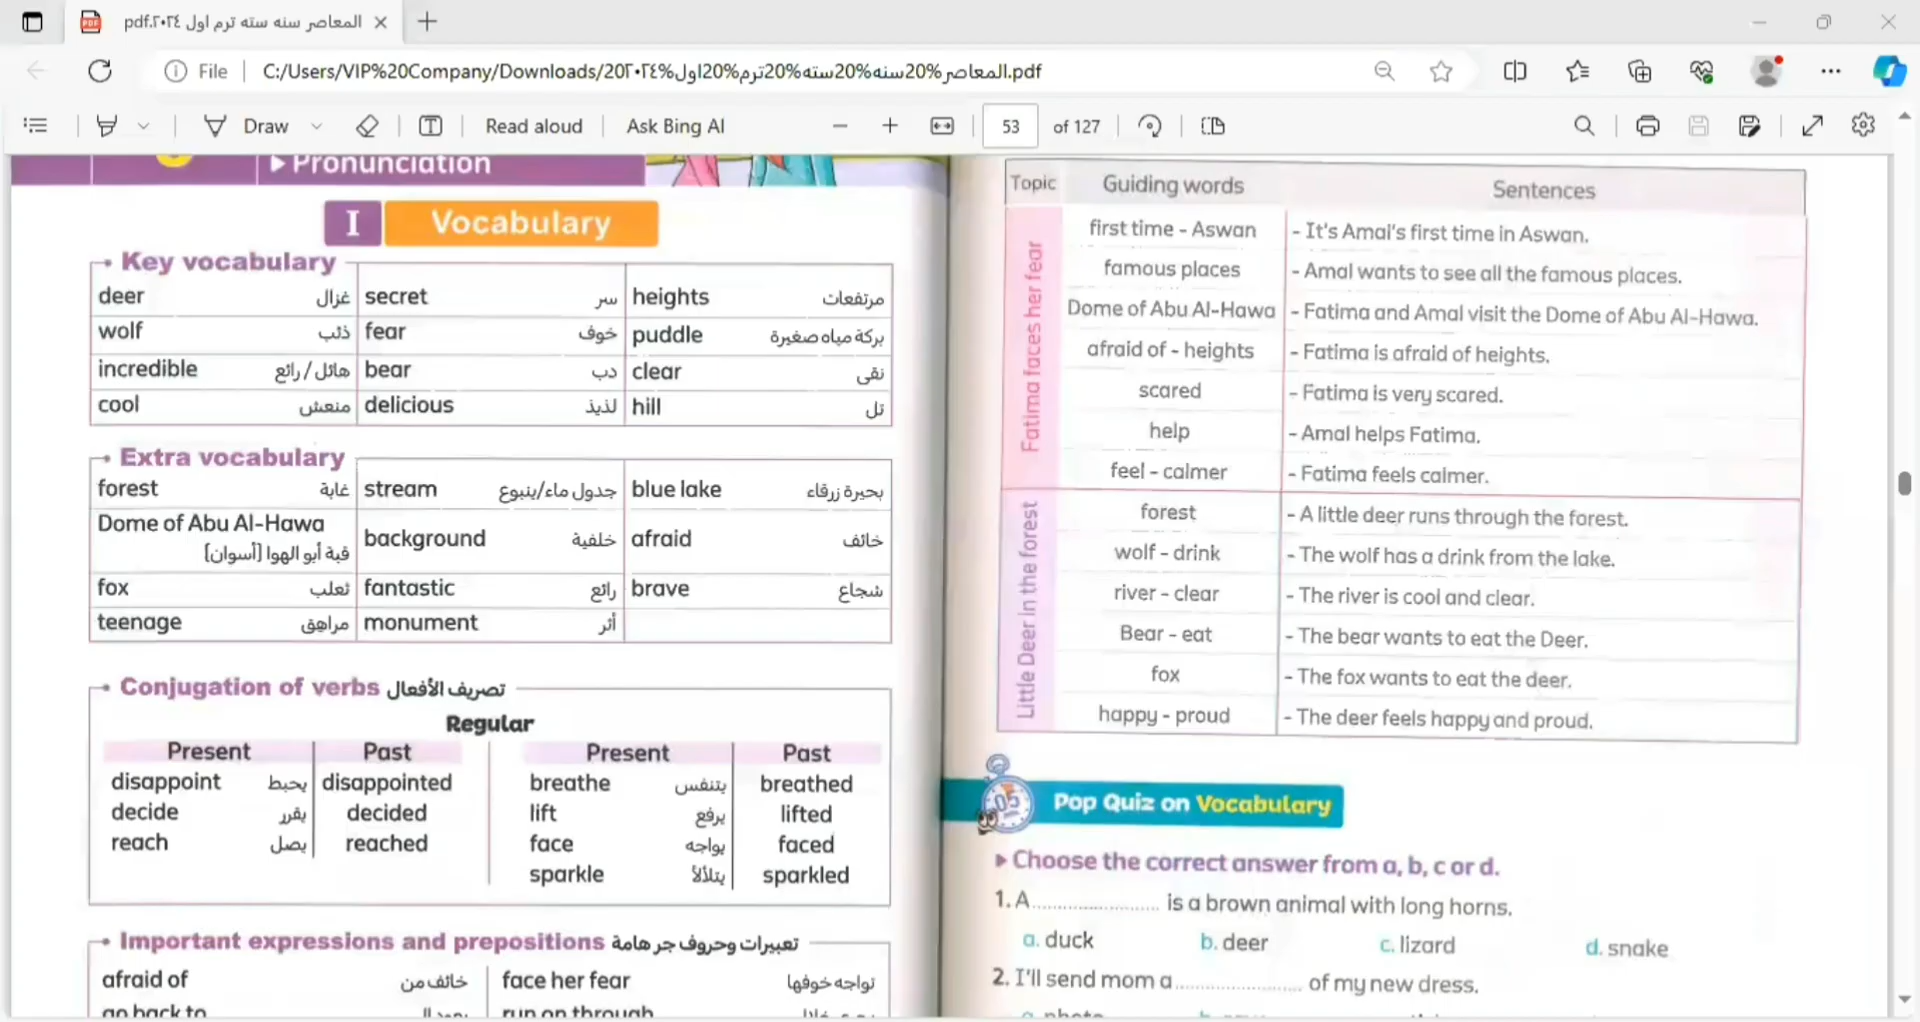 المعاصر سنه سته ترم اول ٢٠٢٤.pdf
File
C:/Users/VIP%20Company/Downloads/المعاصر%20سنه%20سته%20ترم%20اول%20٢٠٢٤.pdf
Draw
Read aloud
Ask Bing AI
53 of 127
Pronunciation
I Vocabulary
Key vocabulary
deer غزال secret سر heights مرتفعات
wolf ذئب fear خوف puddle بركة مياه صغيرة
incredible هائل/رائع bear دب clear نقى
cool منعش delicious لذيذ hill تل
Extra vocabulary
forest غابة stream جدول ماء/ينبوع blue lake بحيرة زرقاء
Dome of Abu Al-Hawa
قبة أبو الهوا [أسوان] background خلفية afraid خائف
fox ثعلب fantastic رائع brave شجاع
teenage مراهق monument أثر
Conjugation of verbs تصريف الأفعال
Regular
Present Past Present Past
disappoint يحبط disappointed breathe يتنفس breathed
decide يقرر decided lift يرفع lifted
reach يصل reached face يواجه faced
sparkle يتلألأ sparkled
Important expressions and prepositions تعبيرات وحروف جر هامة
afraid of خائف من face her fear تواجه خوفها
go back to run on through
Topic Guiding words Sentences
Fatima faces her fear
first time - Aswan - It's Amal's first time in Aswan.
famous places - Amal wants to see all the famous places.
Dome of Abu Al-Hawa - Fatima and Amal visit the Dome of Abu Al-Hawa.
afraid of - heights - Fatima is afraid of heights.
scared - Fatima is very scared.
help - Amal helps Fatima.
feel - calmer - Fatima feels calmer.
Little Deer in the forest
forest - A little deer runs through the forest.
wolf - drink - The wolf has a drink from the lake.
river - clear - The river is cool and clear.
Bear - eat - The bear wants to eat the Deer.
fox - The fox wants to eat the deer.
happy - proud - The deer feels happy and proud.
05 Pop Quiz on Vocabulary
Choose the correct answer from a, b, c or d.
1. A.................... is a brown animal with long horns.
a. duck b. deer c. lizard d. snake
2. I'll send mom a.................... of my new dress.
a. photo